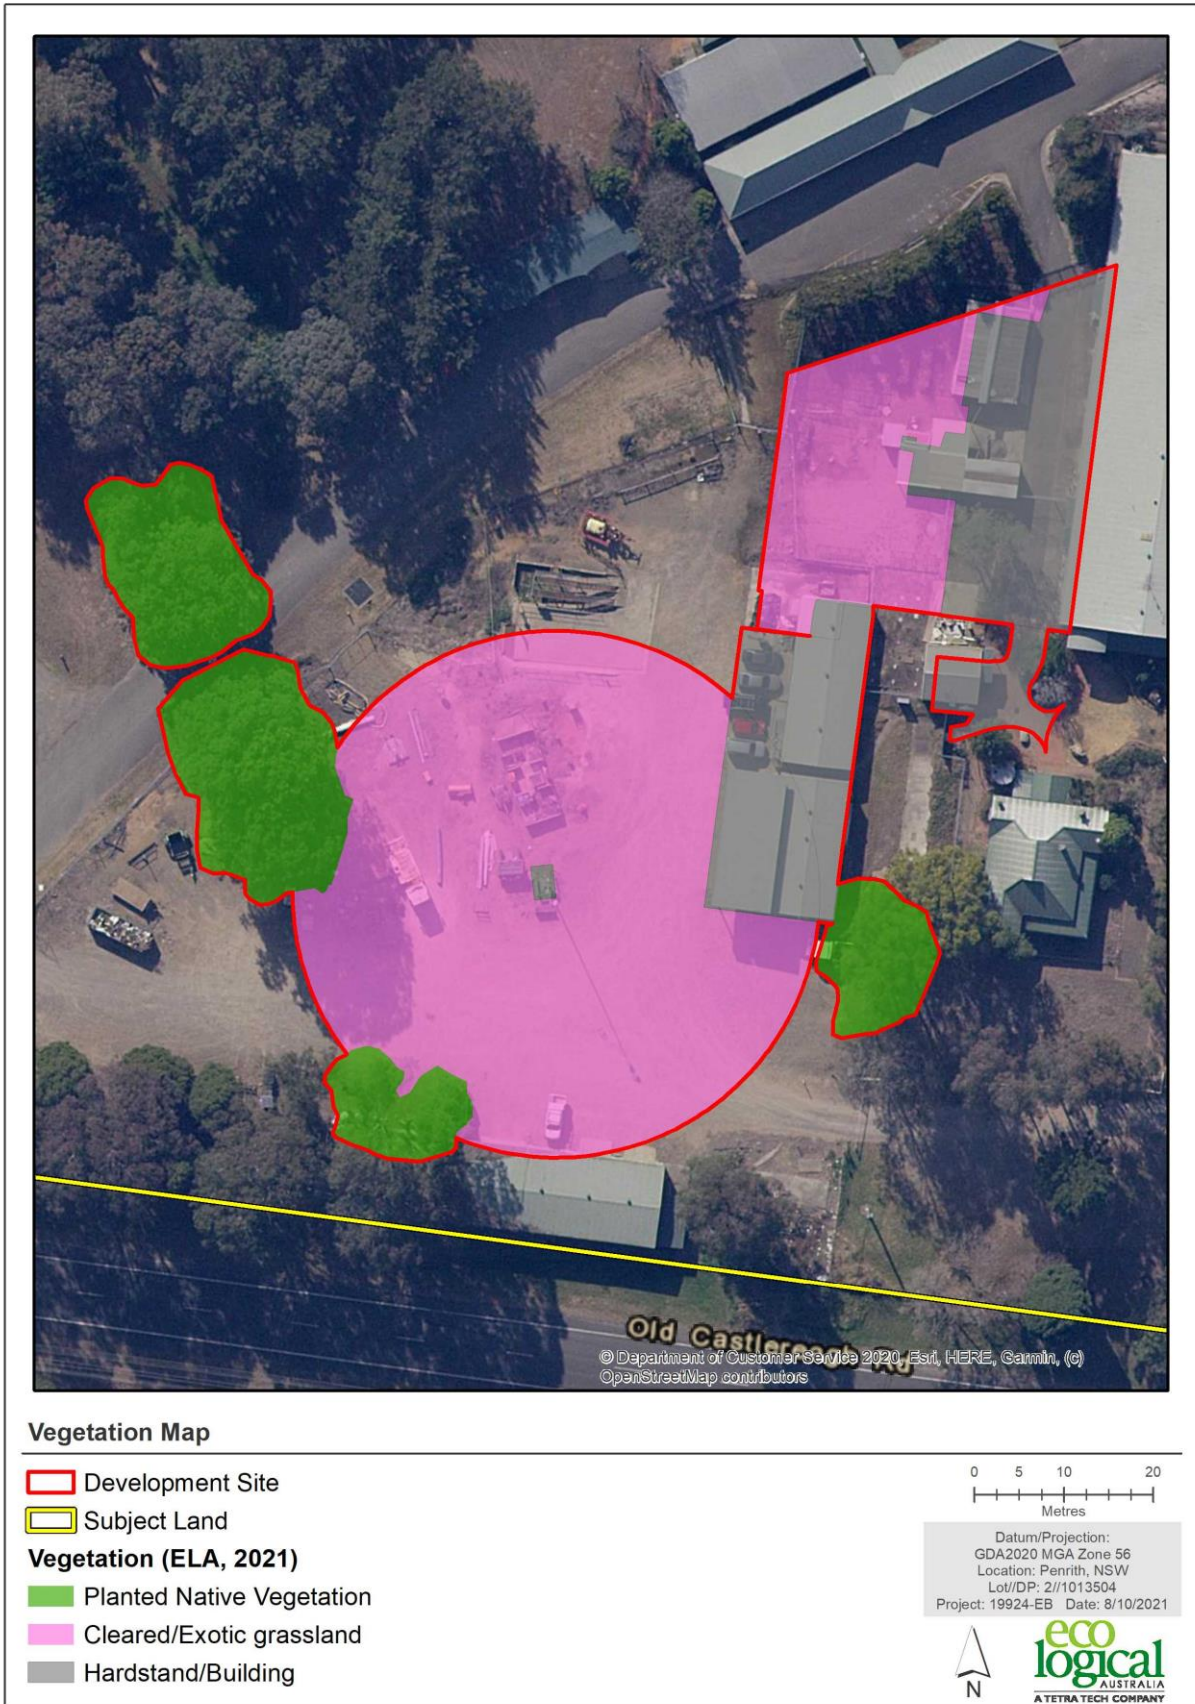 Old Castlereagh Rd
© Department of Customer Service 2020, Esri, HERE, Garmin, (c)
OpenStreetMap contributors
Vegetation Map
Development Site
Subject Land
Vegetation (ELA, 2021)
Planted Native Vegetation
Cleared/Exotic grassland
Hardstand/Building
0 5 10 20
Metres
Datum/Projection:
GDA2020 MGA Zone 56
Location: Penrith, NSW
Lot//DP: 2//1013504
Project: 19924-EB Date: 8/10/2021
N
eco
logical
AUSTRALIA
A TETRA TECH COMPANY